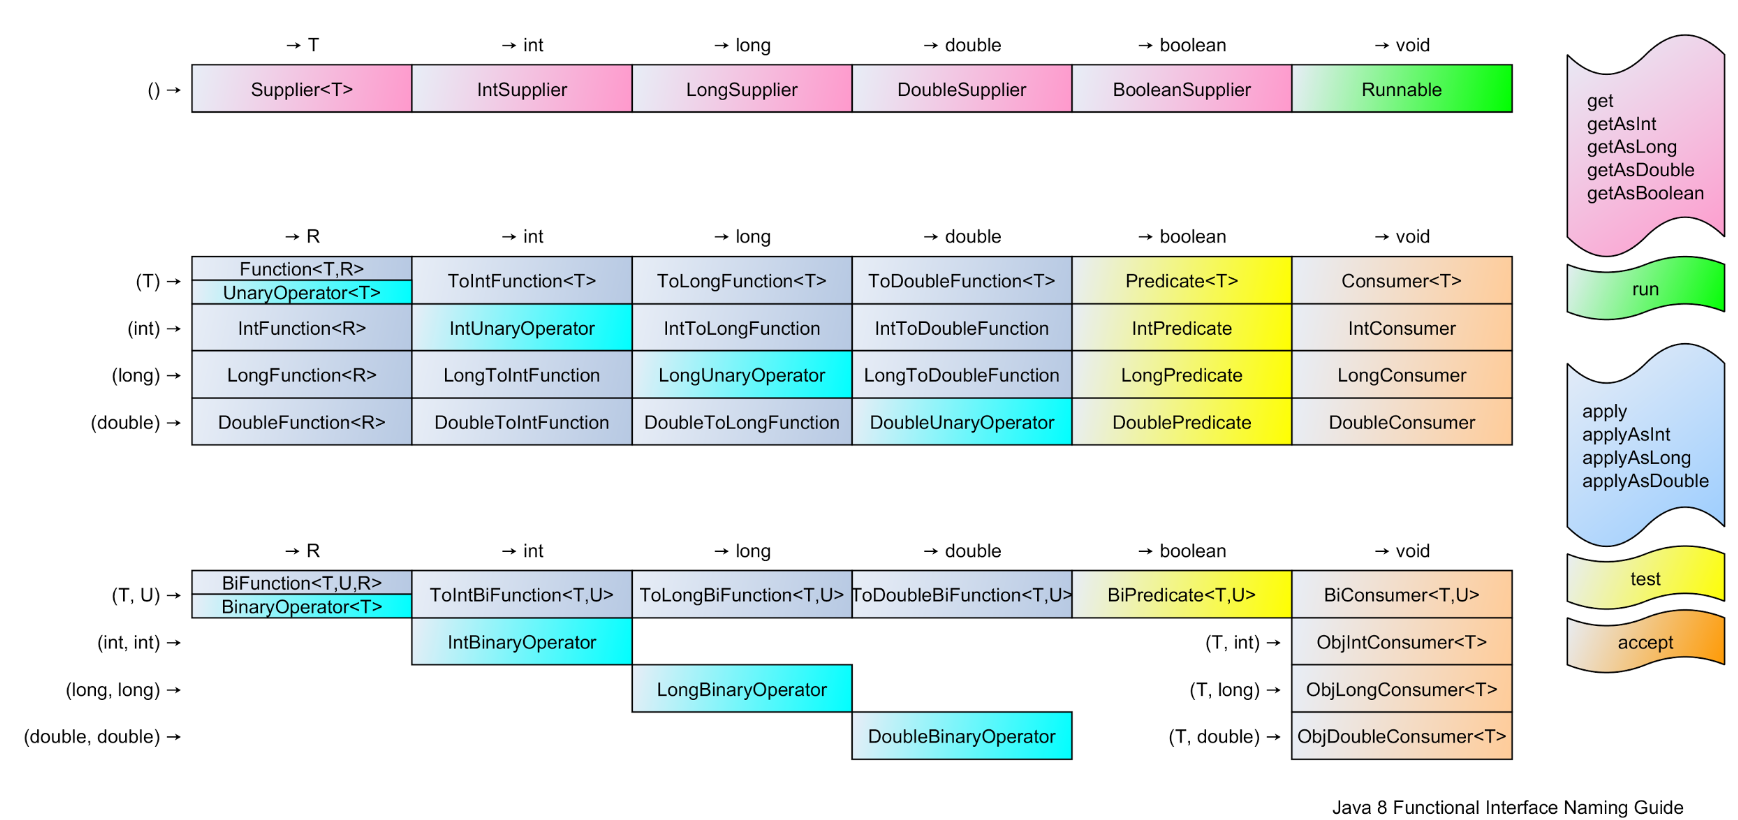 → T → int → long → double → boolean → void
() → Supplier<T> IntSupplier LongSupplier DoubleSupplier BooleanSupplier Runnable
→ R → int → long → double → boolean → void
(T) → Function<T,R> ToIntFunction<T> ToLongFunction<T> ToDoubleFunction<T> Predicate<T> Consumer<T>
UnaryOperator<T>
(int) → IntFunction<R> IntUnaryOperator IntToLongFunction IntToDoubleFunction IntPredicate IntConsumer
(long) → LongFunction<R> LongToIntFunction LongUnaryOperator LongToDoubleFunction LongPredicate LongConsumer
(double) → DoubleFunction<R> DoubleToIntFunction DoubleToLongFunction DoubleUnaryOperator DoublePredicate DoubleConsumer
→ R → int → long → double → boolean → void
(T, U) → BiFunction<T,U,R> ToIntBiFunction<T,U> ToLongBiFunction<T,U> ToDoubleBiFunction<T,U> BiPredicate<T,U> BiConsumer<T,U>
BinaryOperator<T>
(int, int) → IntBinaryOperator (T, int) → ObjIntConsumer<T>
(long, long) → LongBinaryOperator (T, long) → ObjLongConsumer<T>
(double, double) → DoubleBinaryOperator (T, double) → ObjDoubleConsumer<T>
get
getAsInt
getAsLong
getAsDouble
getAsBoolean
run
apply
applyAsInt
applyAsLong
applyAsDouble
test
accept
Java 8 Functional Interface Naming Guide